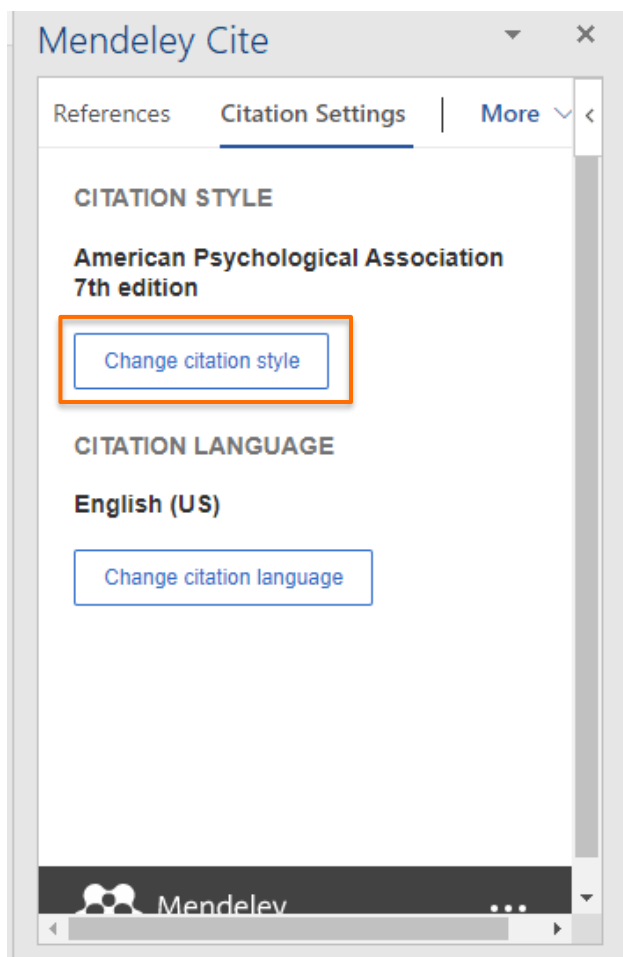 Mendeley Cite
References Citation Settings More
CITATION STYLE
American Psychological Association
7th edition
Change citation style
CITATION LANGUAGE
English (US)
Change citation language
Mendeley